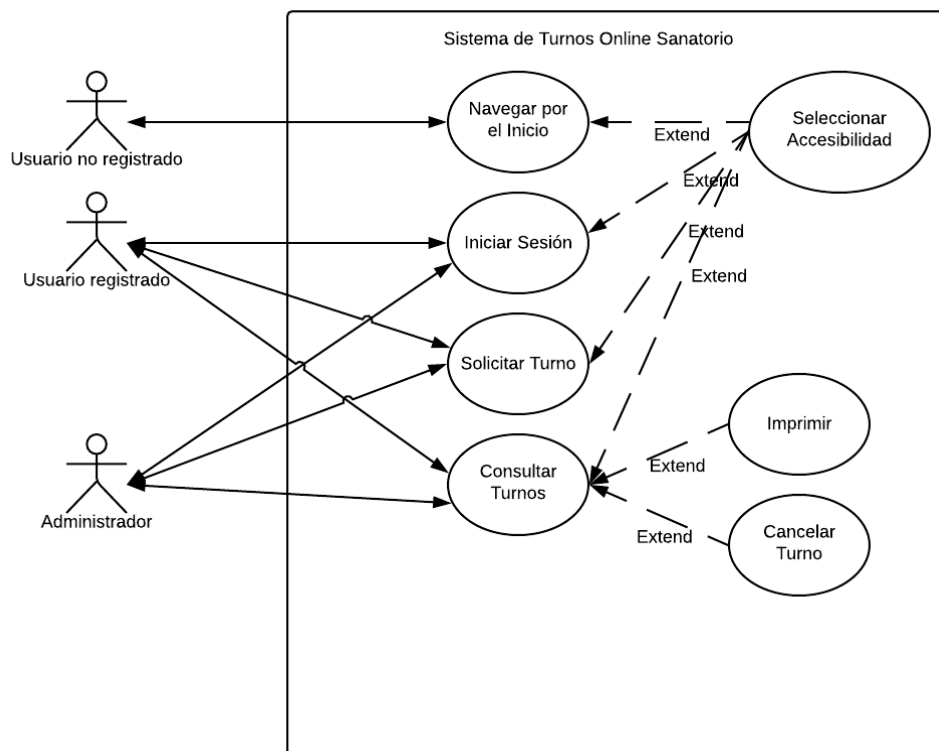 Sistema de Turnos Online Sanatorio
Usuario no registrado
Navegar por
el Inicio
Extend
Seleccionar
Accesibilidad
Usuario registrado
Iniciar Sesión
Extend
Extend
Extend
Solicitar Turno
Administrador
Consultar
Turnos
Extend
Imprimir
Extend
Cancelar
Turno